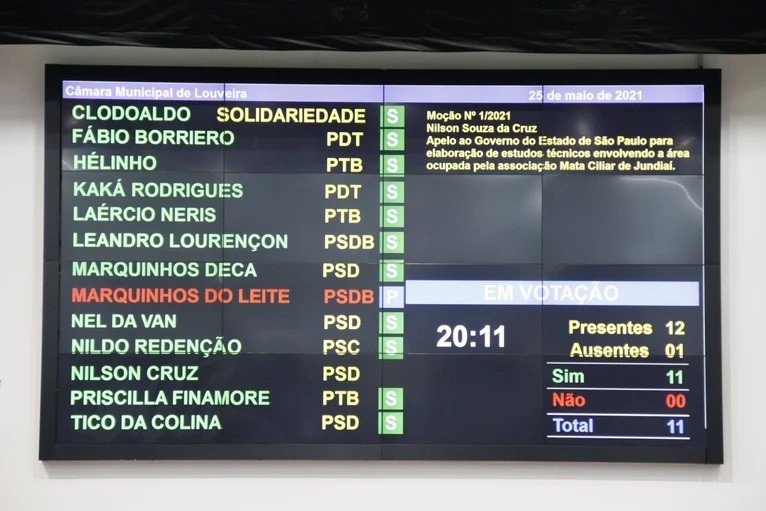 Câmara Municipal de Louveira 25 de maio de 2021
CLODOALDO SOLIDARIEDADE S
FÁBIO BORRIERO PDT S
HÉLINHO PTB S
KAKÁ RODRIGUES PDT S
LAÉRCIO NERIS PTB S
LEANDRO LOURENÇON PSDB S
MARQUINHOS DECA PSD S
MARQUINHOS DO LEITE PSDB P
NEL DA VAN PSD S
NILDO REDENÇÃO PSC S
NILSON CRUZ PSD
PRISCILLA FINAMORE PTB S
TICO DA COLINA PSD S
Moção Nº 1/2021
Nilson Souza da Cruz
Apelo ao Governo do Estado de São Paulo para
elaboração de estudos técnicos envolvendo a área
ocupada pela associação Mata Ciliar de Jundiaí.
EM VOTAÇÃO
20:11
Presentes 12
Ausentes 01
Sim 11
Não 00
Total 11